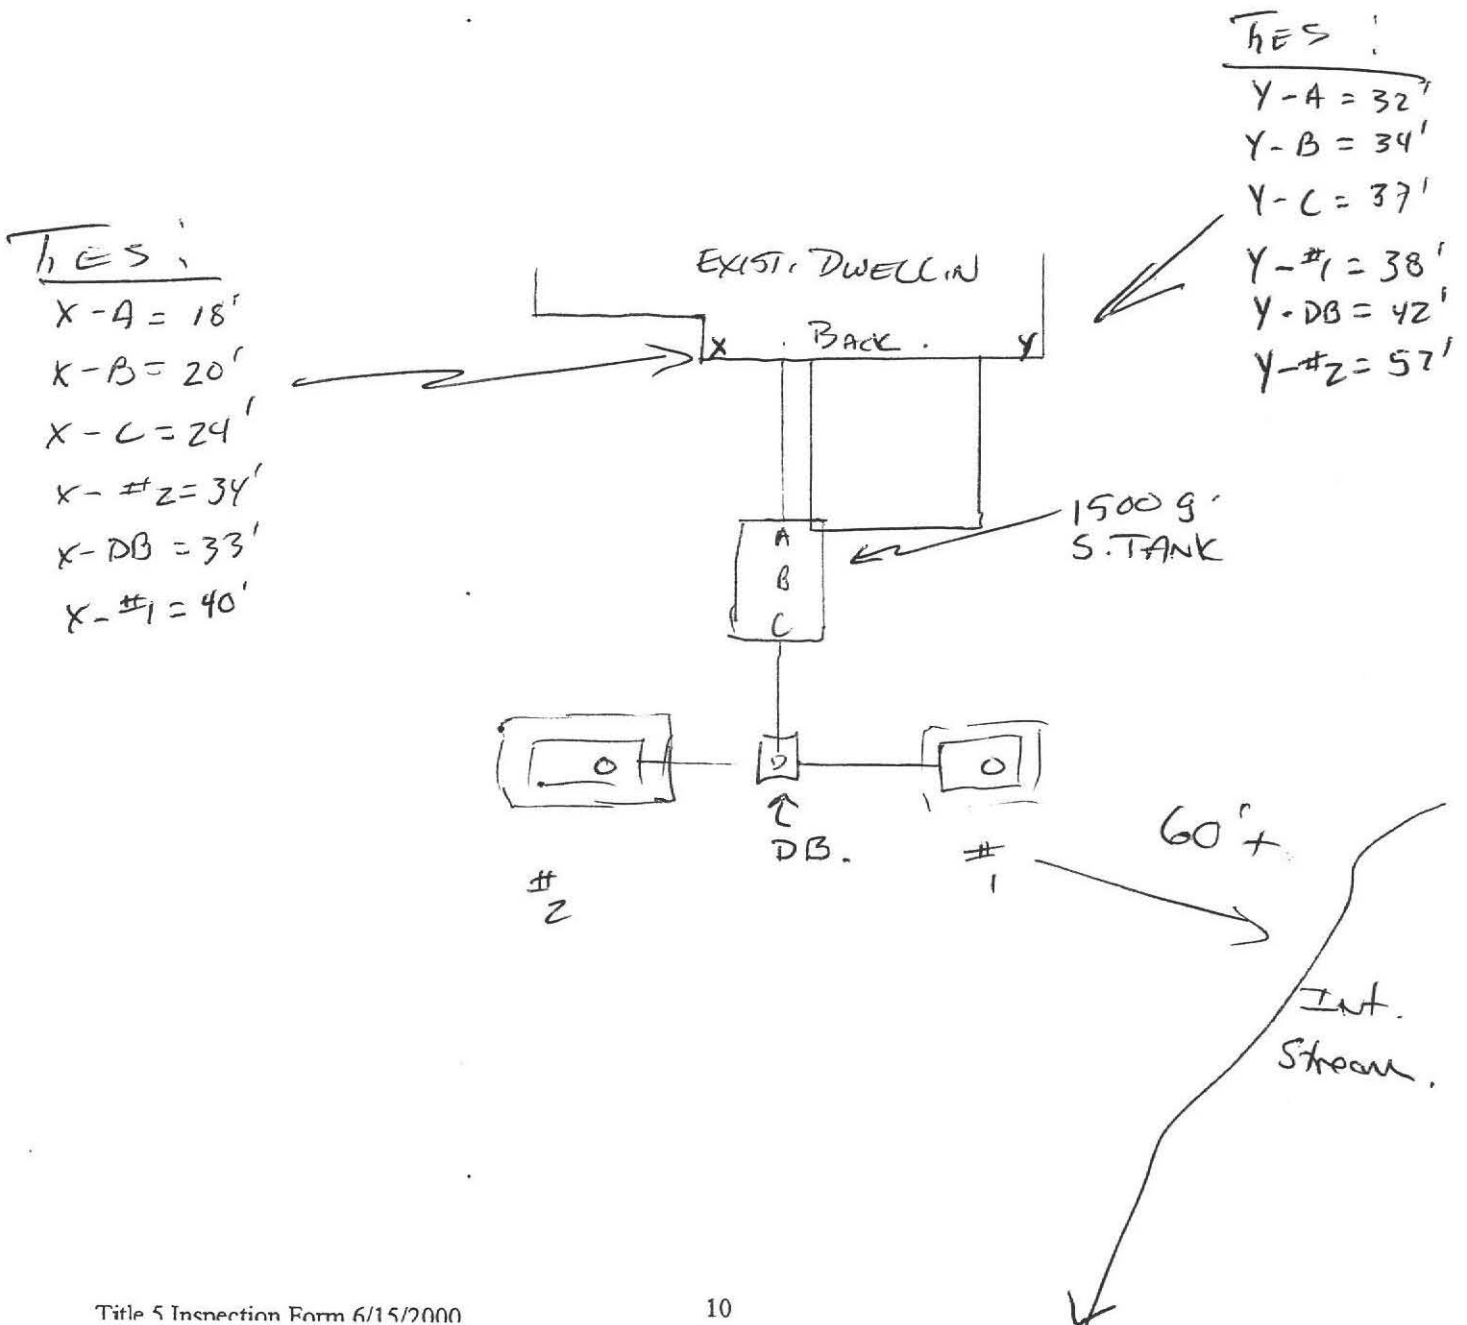 TIES :
Y-A = 32'
Y-B = 34'
Y-C = 37'
Y-#1 = 38'
Y-DB = 42'
Y-#2 = 57'
TIES :
X-A = 18'
X-B = 20'
X-C = 24'
X-#2 = 34'
X-DB = 33'
X-#1 = 40'
EXIST. DWELLIN
X . BACK . Y
1500 g.
S. TANK
A
B
C
D
DB.
#1
#2
60'+
Int.
Stream.
Title 5 Inspection Form 6/15/2000
10